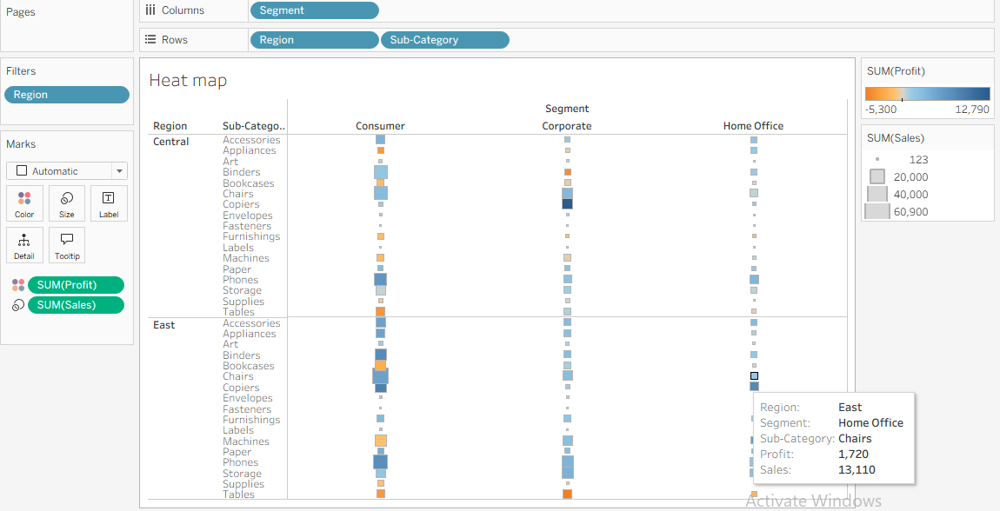 Pages
Columns
Segment
Rows
Region
Sub-Category
Filters
Region
Marks
Automatic
Color
Size
Label
Detail
Tooltip
SUM(Profit)
SUM(Sales)
Heat map
Segment
Region Sub-Catego.. Consumer Corporate Home Office
Central Accessories
Appliances
Art
Binders
Bookcases
Chairs
Copiers
Envelopes
Fasteners
Furnishings
Labels
Machines
Paper
Phones
Storage
Supplies
Tables
East Accessories
Appliances
Art
Binders
Bookcases
Chairs
Copiers
Envelopes
Fasteners
Furnishings
Labels
Machines
Paper
Phones
Storage
Supplies
Tables
Region: East
Segment: Home Office
Sub-Category: Chairs
Profit: 1,720
Sales: 13,110
SUM(Profit)
-5,300 12,790
SUM(Sales)
123
20,000
40,000
60,900
Activate Windows